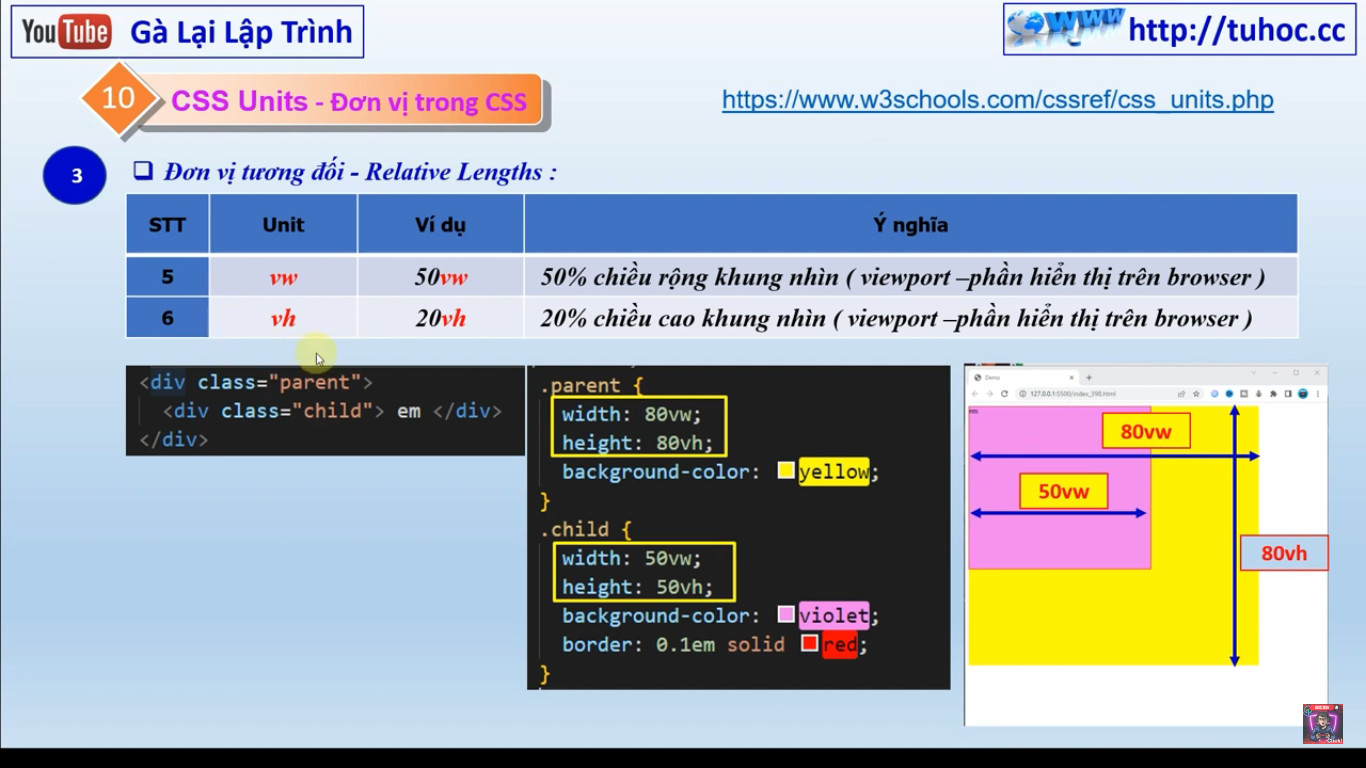 YouTube Gà Lại Lập Trình
WWW http://tuhoc.cc
10 CSS Units - Đơn vị trong CSS
https://www.w3schools.com/cssref/css_units.php
3 Đơn vị tương đối - Relative Lengths :
STT Unit Ví dụ Ý nghĩa
5 vw 50vw 50% chiều rộng khung nhìn ( viewport –phần hiển thị trên browser )
6 vh 20vh 20% chiều cao khung nhìn ( viewport –phần hiển thị trên browser )
<div class="parent">
<div class="child"> em </div>
</div>
.parent {
width: 80vw;
height: 80vh;
background-color: yellow;
}
.child {
width: 50vw;
height: 50vh;
background-color: violet;
border: 0.1em solid red;
}
Demo
127.0.0.1:5500/index_398.html
80vw
50vw
80vh